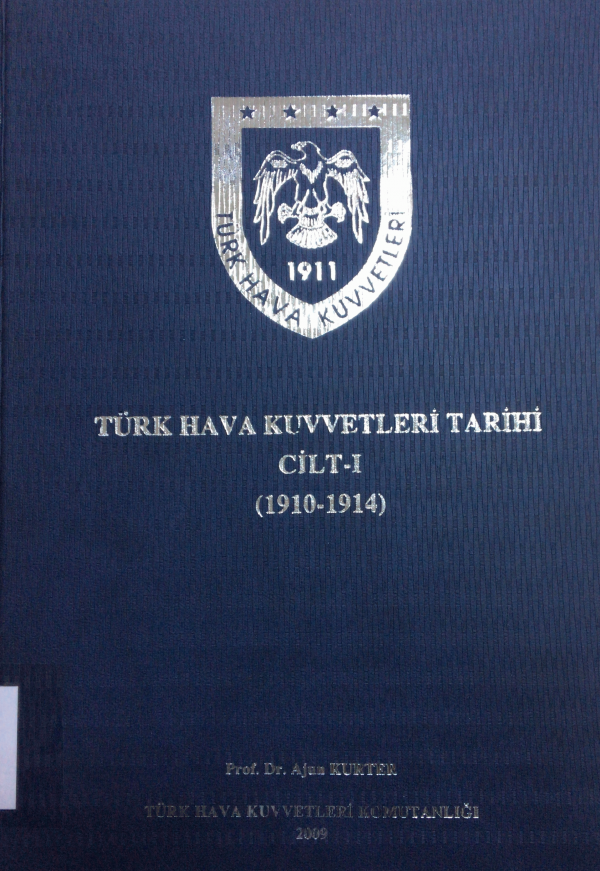 1911
TÜRK HAVA KUVVETLERİ
TÜRK HAVA KUVVETLERİ TARİHİ
CİLT-I
(1910-1914)
Prof. Dr. Ajun KURTER
TÜRK HAVA KUVVETLERİ KOMUTANLIĞI
2009